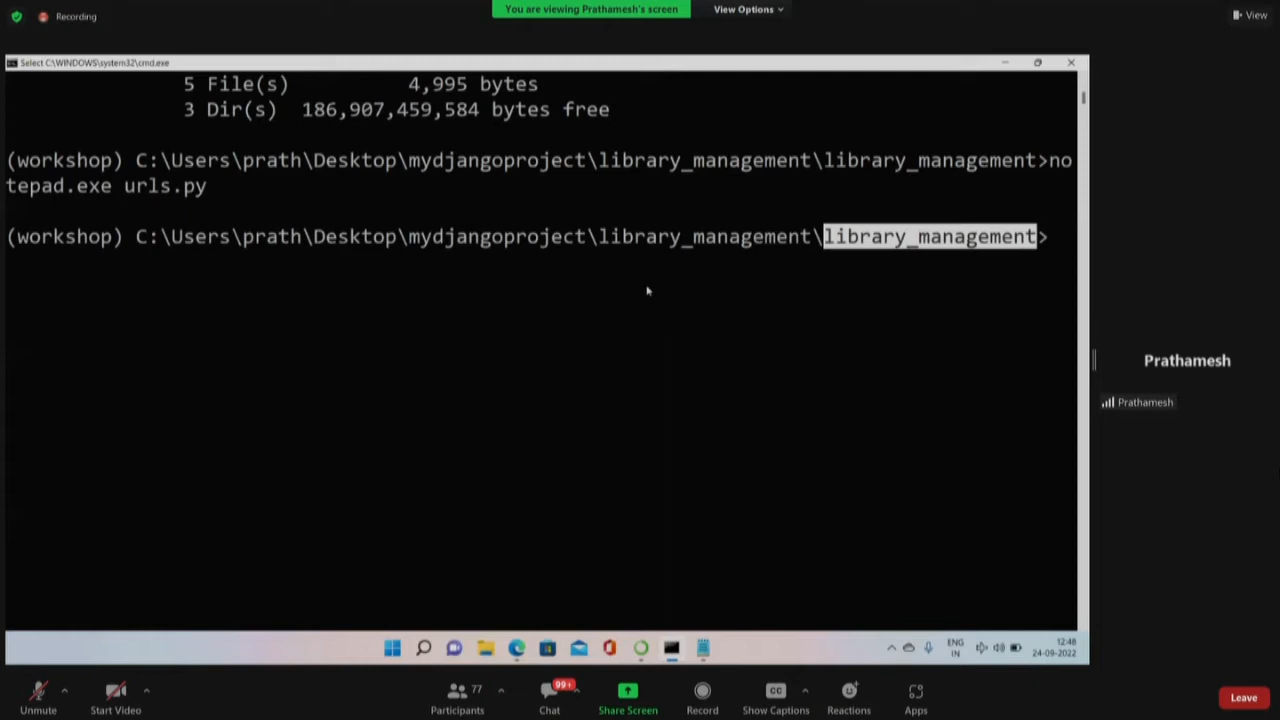 Recording
You are viewing Prathamesh's screen
View Options
View
Select C:\WINDOWS\system32\cmd.exe
5 File(s) 4,995 bytes
3 Dir(s) 186,907,459,584 bytes free
(workshop) C:\Users\prath\Desktop\mydjangoproject\library_management\library_management>no
tepad.exe urls.py
(workshop) C:\Users\prath\Desktop\mydjangoproject\library_management\library_management>
Prathamesh
Prathamesh
ENG
IN
12:48
24-09-2022
Unmute
Start Video
77
Participants
99+
Chat
Share Screen
Record
CC
Show Captions
Reactions
Apps
Leave